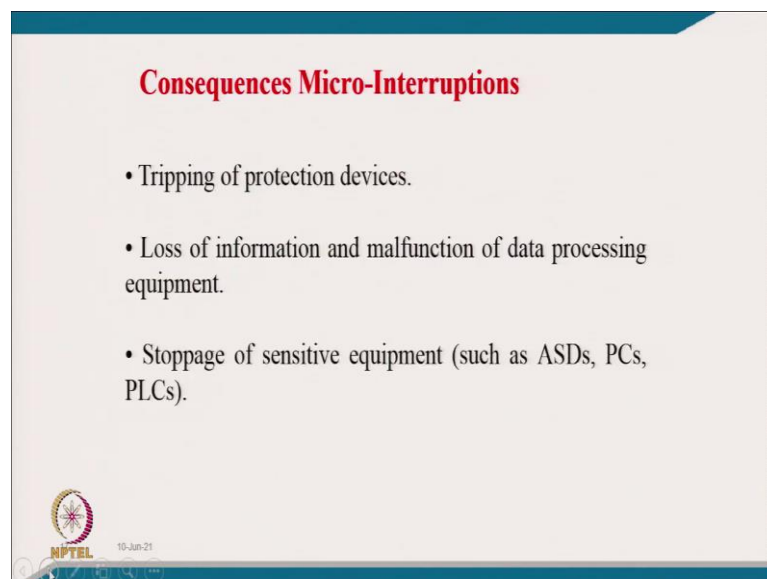 Consequences Micro-Interruptions
• Tripping of protection devices.
• Loss of information and malfunction of data processing
equipment.
• Stoppage of sensitive equipment (such as ASDs, PCs,
PLCs).
NPTEL
10-Jun-21